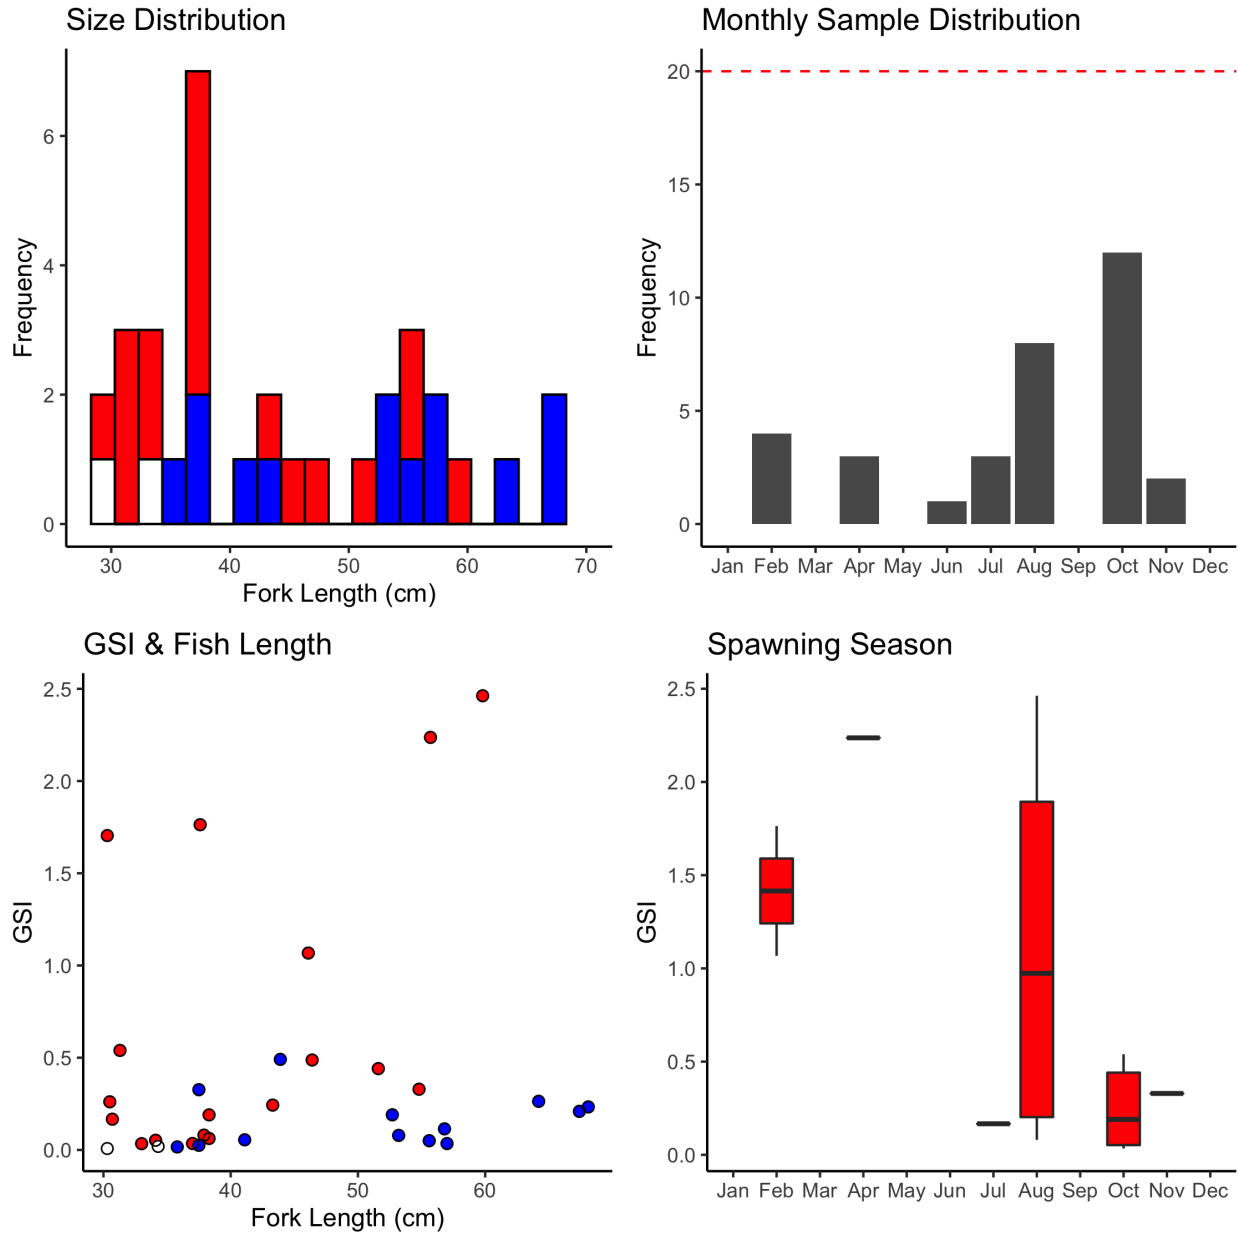 Size Distribution
Frequency
6
4
2
0
30 40 50 60 70
Fork Length (cm)
Monthly Sample Distribution
Frequency
20
15
10
5
0
Jan Feb Mar Apr May Jun Jul Aug Sep Oct Nov Dec
GSI & Fish Length
GSI
2.5
2.0
1.5
1.0
0.5
0.0
30 40 50 60
Fork Length (cm)
Spawning Season
GSI
2.5
2.0
1.5
1.0
0.5
0.0
Jan Feb Mar Apr May Jun Jul Aug Sep Oct Nov Dec